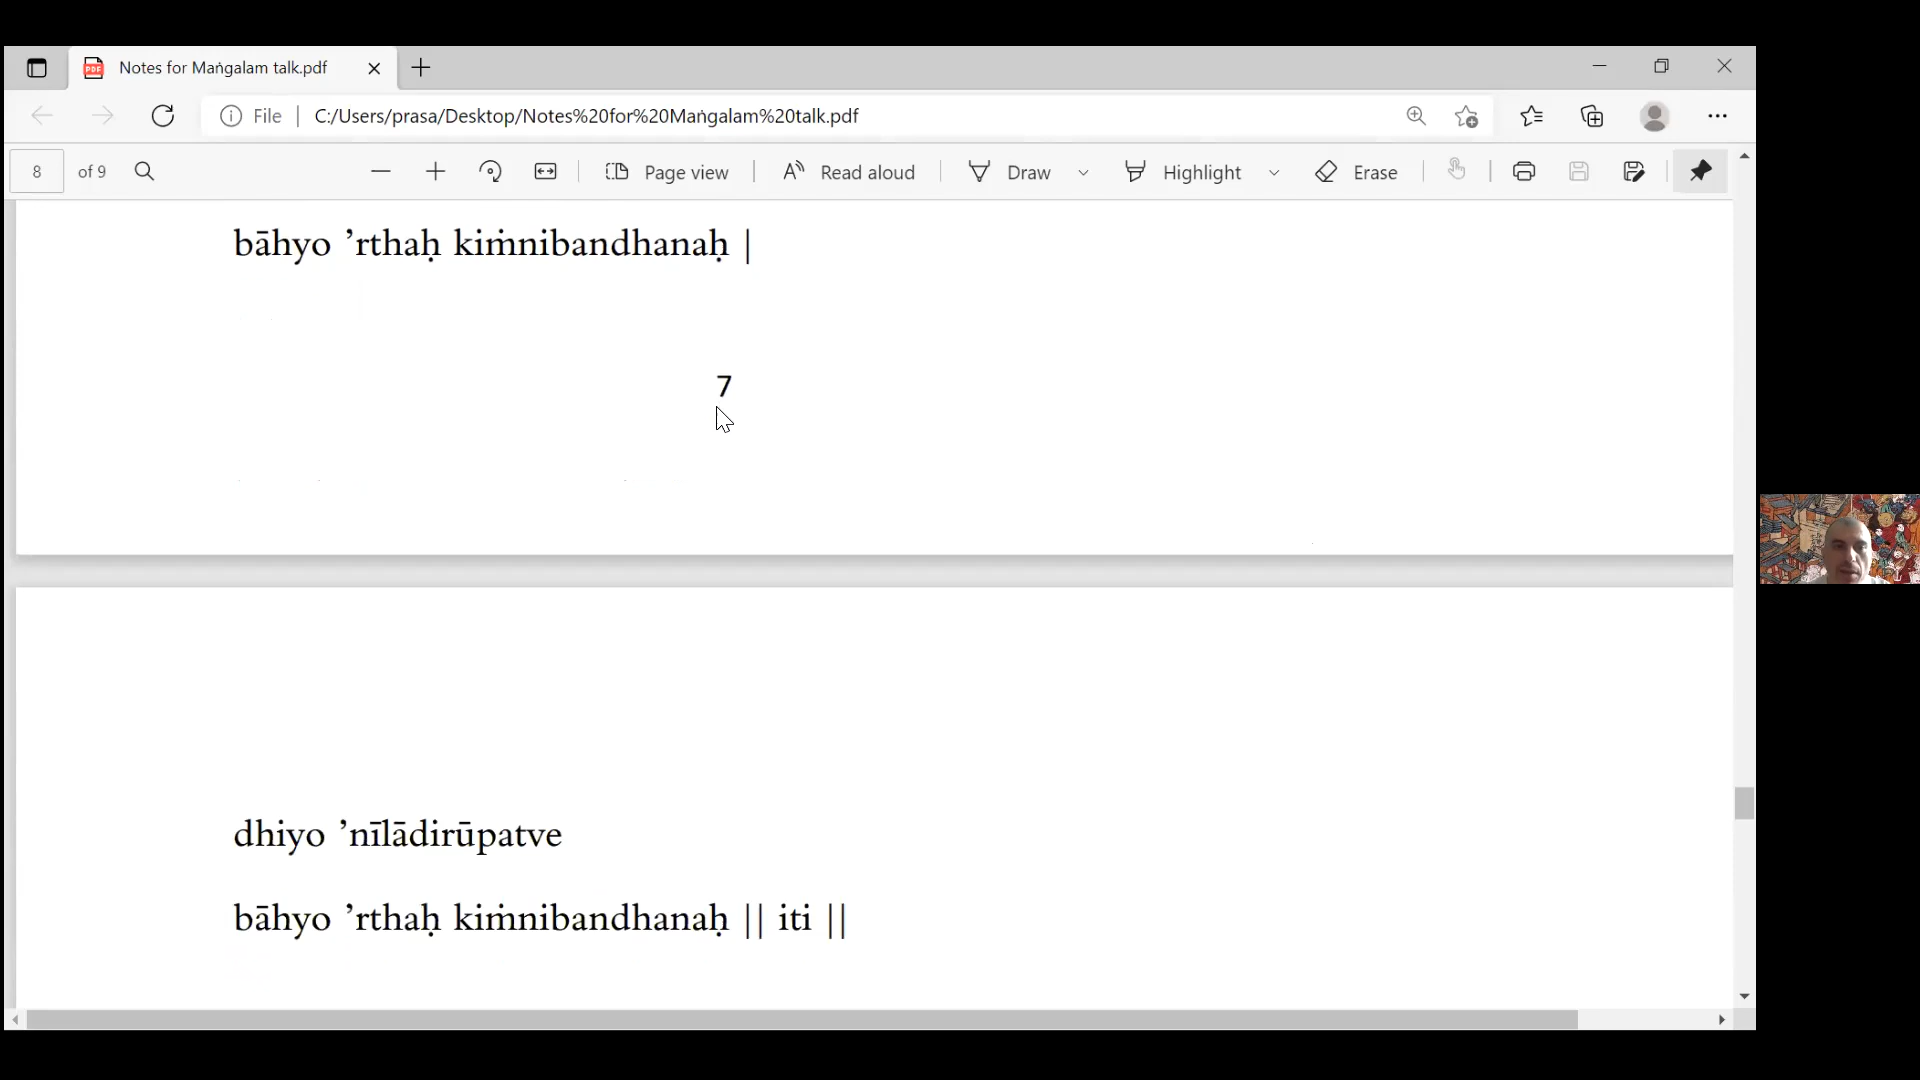 Notes for Maṅgalam talk.pdf
File | C:/Users/prasa/Desktop/Notes%20for%20Maṅgalam%20talk.pdf
8 of 9 Page view Read aloud Draw Highlight Erase
bāhyo ’rthaḥ kiṁnibandhanaḥ |
7
dhiyo ’nīlādirūpatve
bāhyo ’rthaḥ kiṁnibandhanaḥ || iti ||